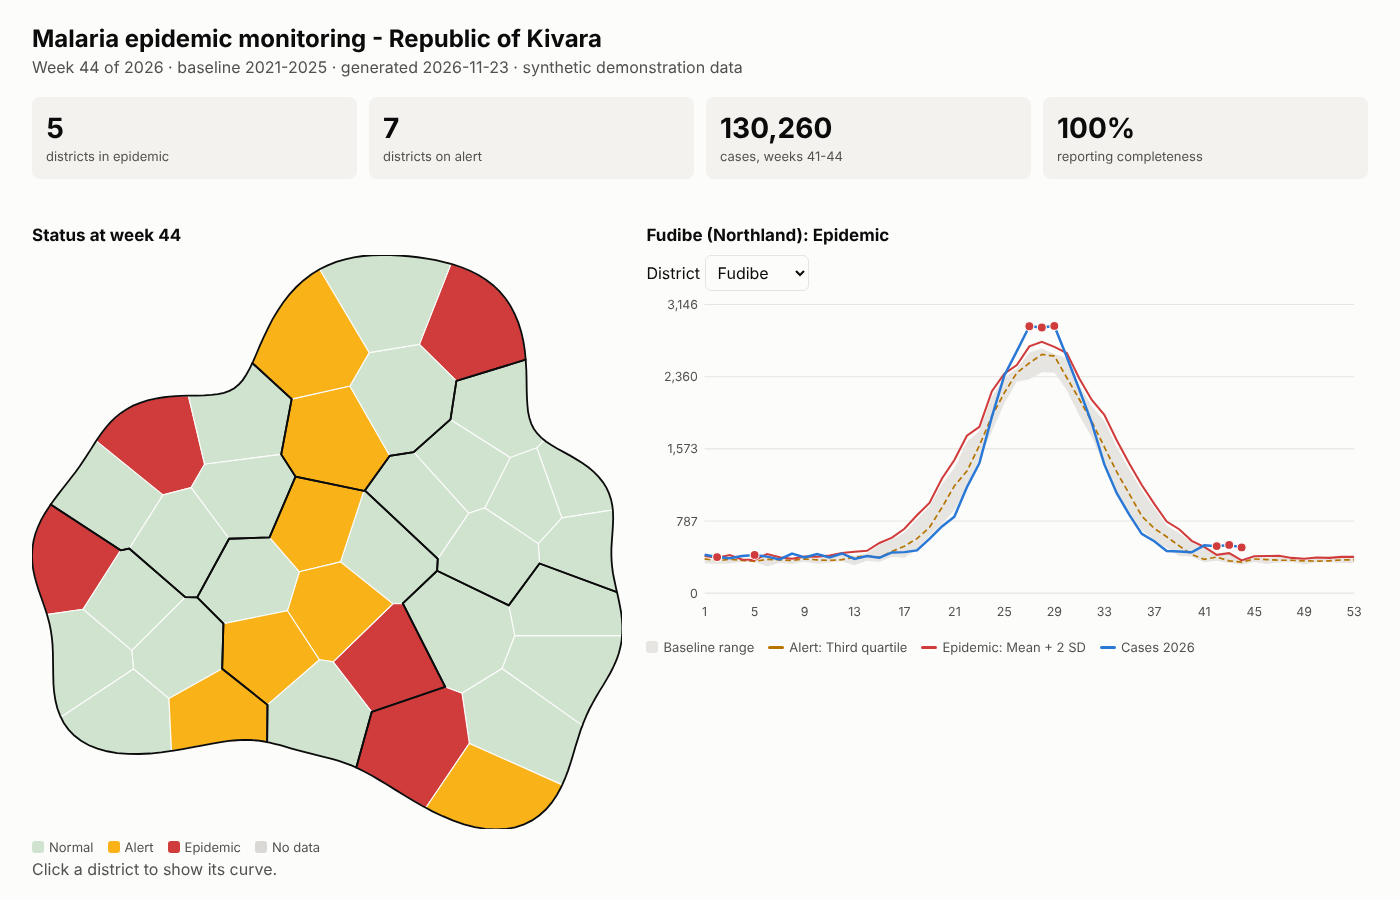 Malaria epidemic monitoring - Republic of Kivara
Week 44 of 2026 · baseline 2021-2025 · generated 2026-11-23 · synthetic demonstration data
5
districts in epidemic
7
districts on alert
130,260
cases, weeks 41-44
100%
reporting completeness
Status at week 44
Normal Alert Epidemic No data
Click a district to show its curve.
Fudibe (Northland): Epidemic
District Fudibe
3,146
2,360
1,573
787
0
1 5 9 13 17 21 25 29 33 37 41 45 49 53
Baseline range Alert: Third quartile Epidemic: Mean + 2 SD Cases 2026